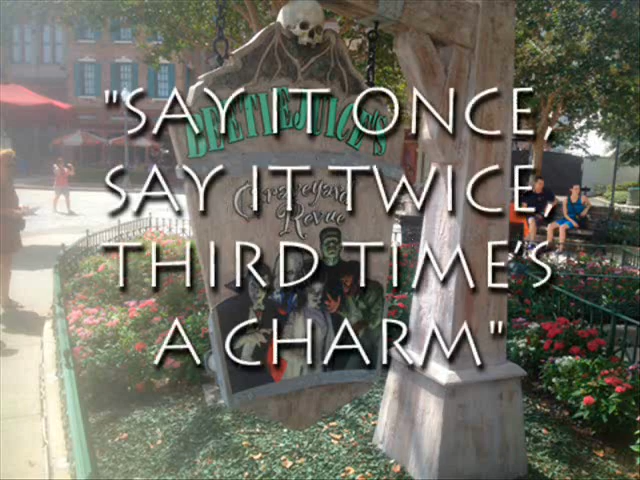 "SAY IT ONCE,
SAY IT TWICE,
THIRD TIME'S
A CHARM"
BEETLEJUICE'S
Graveyard
Revue